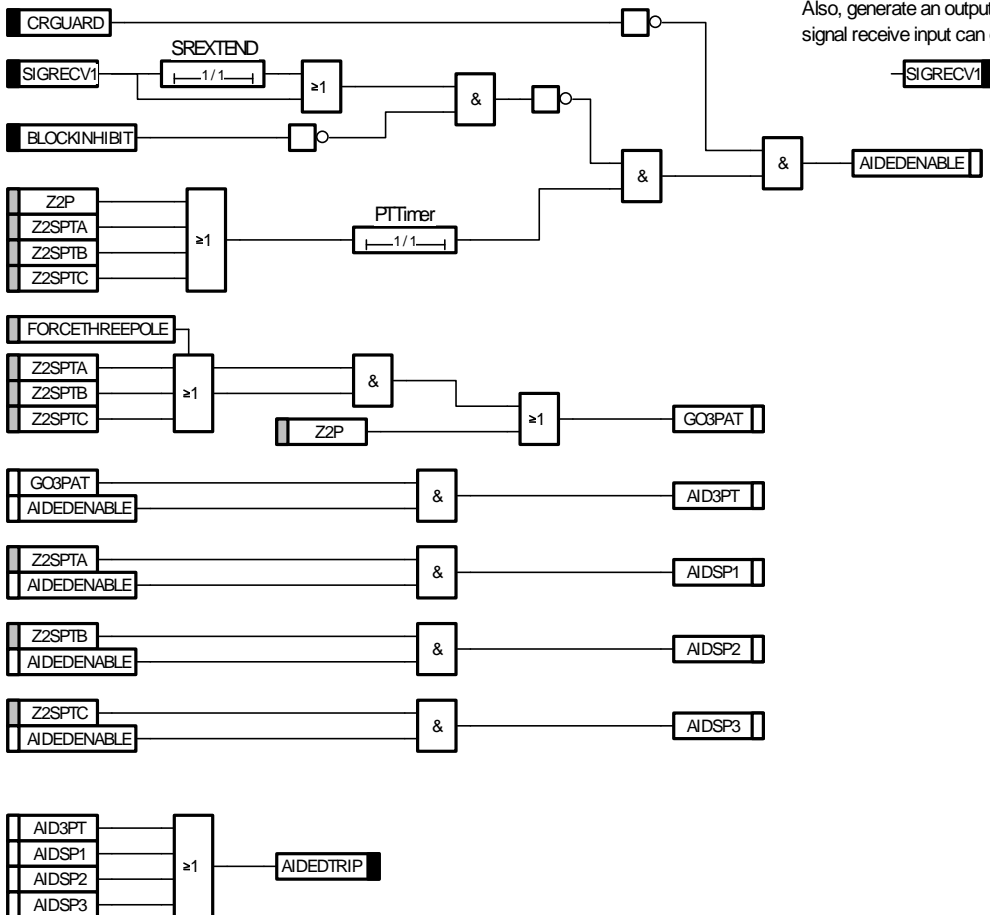 Also, generate an output
signal receive input can
CRGUARD
SREXTEND
SIGRECV1
1/1
≥1
SIGRECV1
&
BLOCKINHIBIT
&
&
AIDEDENABLE
Z2P
Z2SPTA
Z2SPTB
Z2SPTC
≥1
PTTimer
1/1
FORCETHREEPOLE
Z2SPTA
Z2SPTB
Z2SPTC
≥1
&
Z2P
≥1
GO3PAT
GO3PAT
AIDEDENABLE
&
AID3PT
Z2SPTA
AIDEDENABLE
&
AIDSP1
Z2SPTB
AIDEDENABLE
&
AIDSP2
Z2SPTC
AIDEDENABLE
&
AIDSP3
AID3PT
AIDSP1
AIDSP2
AIDSP3
≥1
AIDEDTRIP